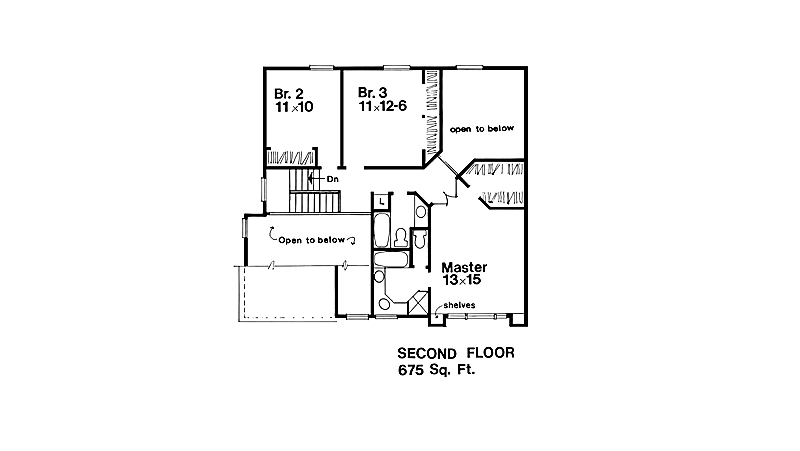 Br. 2
11x10
Br. 3
11x12-6
open to below
Dn
L
Open to below
Master
13x15
shelves
SECOND FLOOR
675 Sq. Ft.